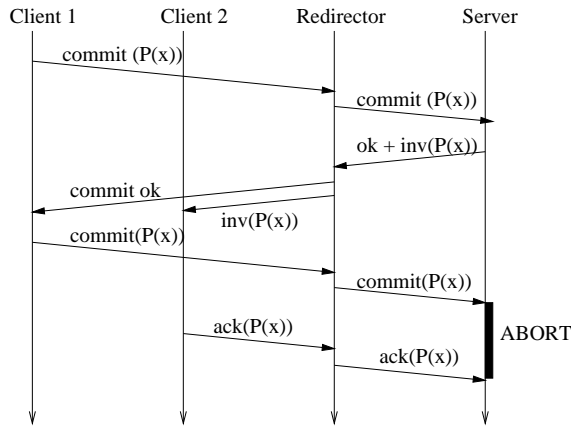 Client 1 Client 2 Redirector Server
commit (P(x))
commit (P(x))
ok + inv(P(x))
commit ok
inv(P(x))
commit(P(x))
commit(P(x))
ack(P(x))
ABORT
ack(P(x))